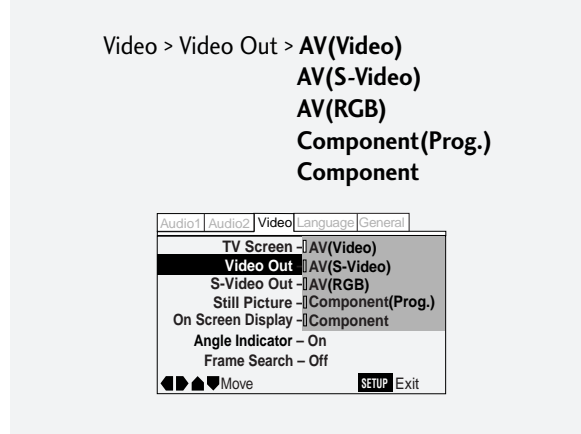 Video > Video Out > AV(Video)
AV(S-Video)
AV(RGB)
Component(Prog.)
Component
Audio1 Audio2 Video Language General
TV Screen – AV(Video)
Video Out – AV(S-Video)
S-Video Out – AV(RGB)
Still Picture – Component(Prog.)
On Screen Display – Component
Angle Indicator – On
Frame Search – Off
Move SETUP Exit